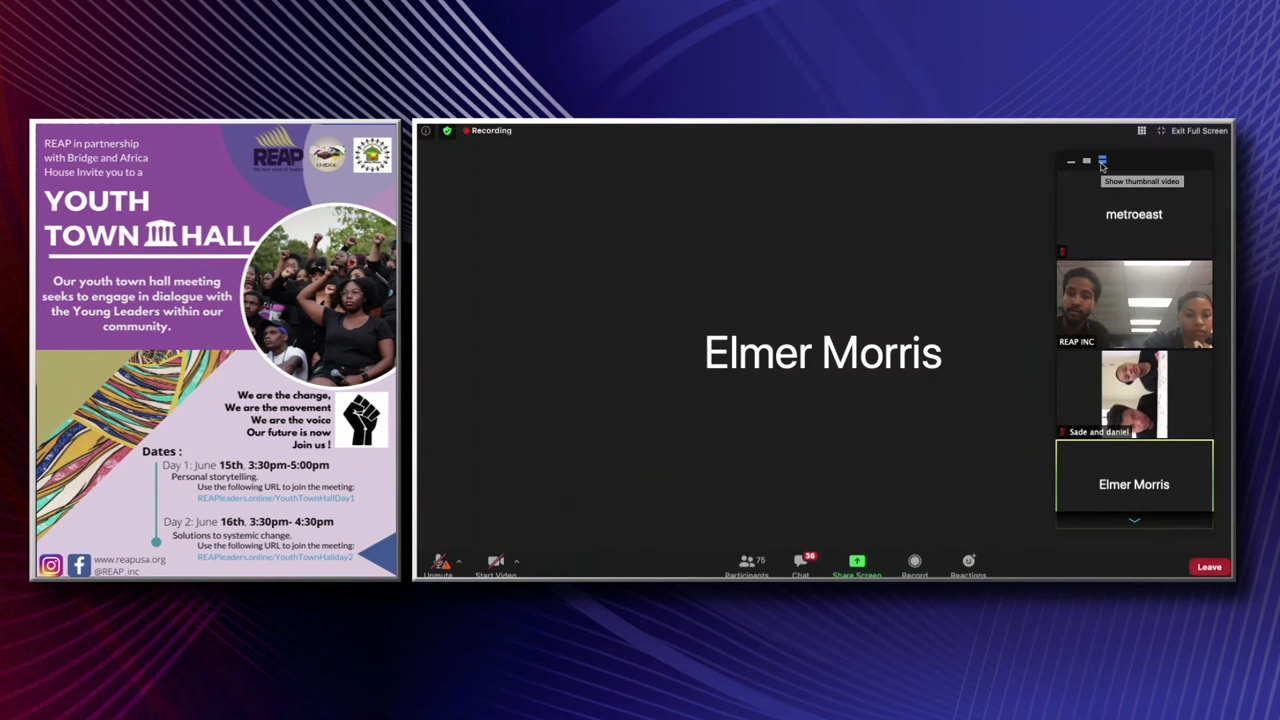 REAP in partnership
with Bridge and Africa
House Invite you to a
YOUTH
TOWN HALL
REAP
Our youth town hall meeting
seeks to engage in dialogue with
the Young Leaders within our
community.
We are the change,
We are the movement
We are the voice
Our future is now
Join us !
Dates :
Day 1: June 15th, 3:30pm-5:00pm
Personal storytelling.
Use the following URL to join the meeting:
REAPleaders.online/YouthTownHallDay1
Day 2: June 16th, 3:30pm- 4:30pm
Solutions to systemic change.
Use the following URL to join the meeting:
REAPleaders.online/YouthTownHallday2
www.reapusa.org
@REAP_inc
Recording
Exit Full Screen
Show thumbnail video
metroeast
REAP INC
Sade and daniel
Elmer Morris
Elmer Morris
Unmute
Start Video
75
Participants
36
Chat
Share Screen
Record
Reactions
Leave